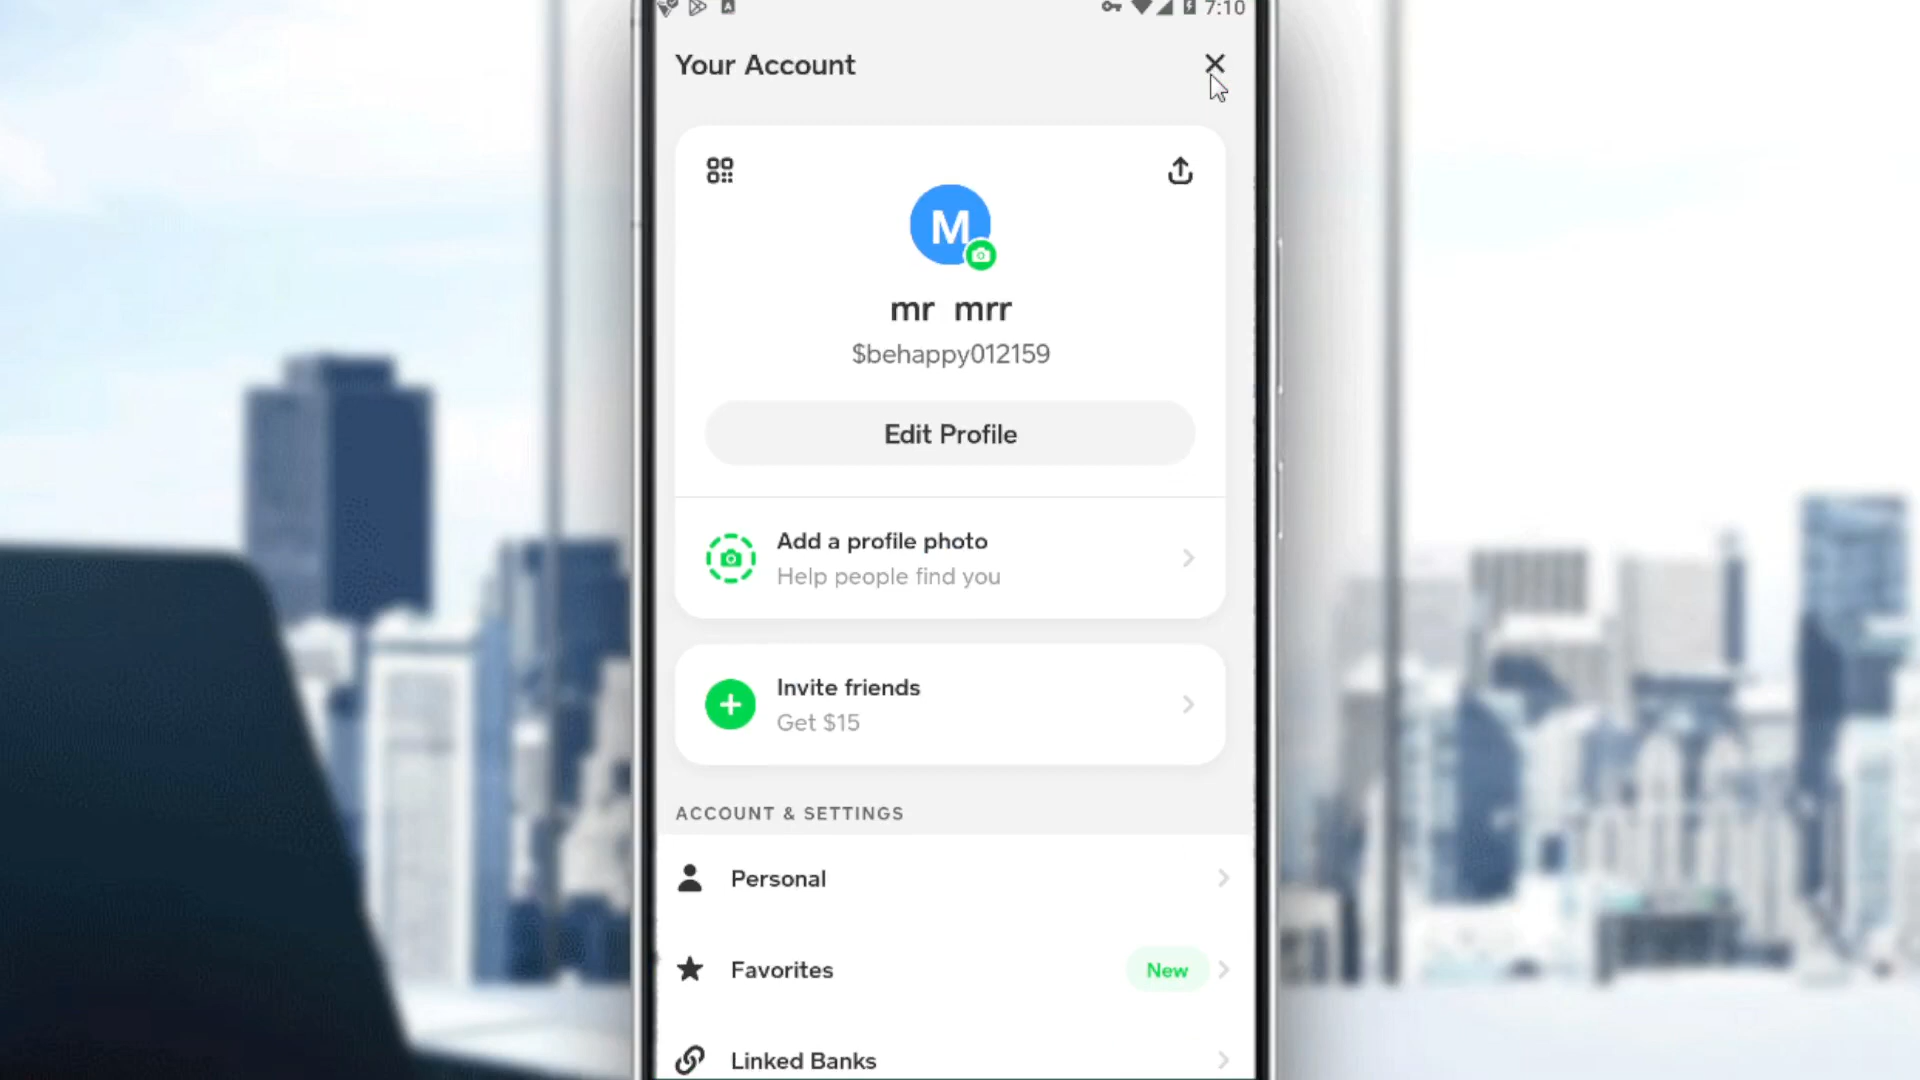 7:10
Your Account
M
mr mrr
$behappy012159
Edit Profile
Add a profile photo
Help people find you
Invite friends
Get $15
ACCOUNT & SETTINGS
Personal
Favorites
New
Linked Banks